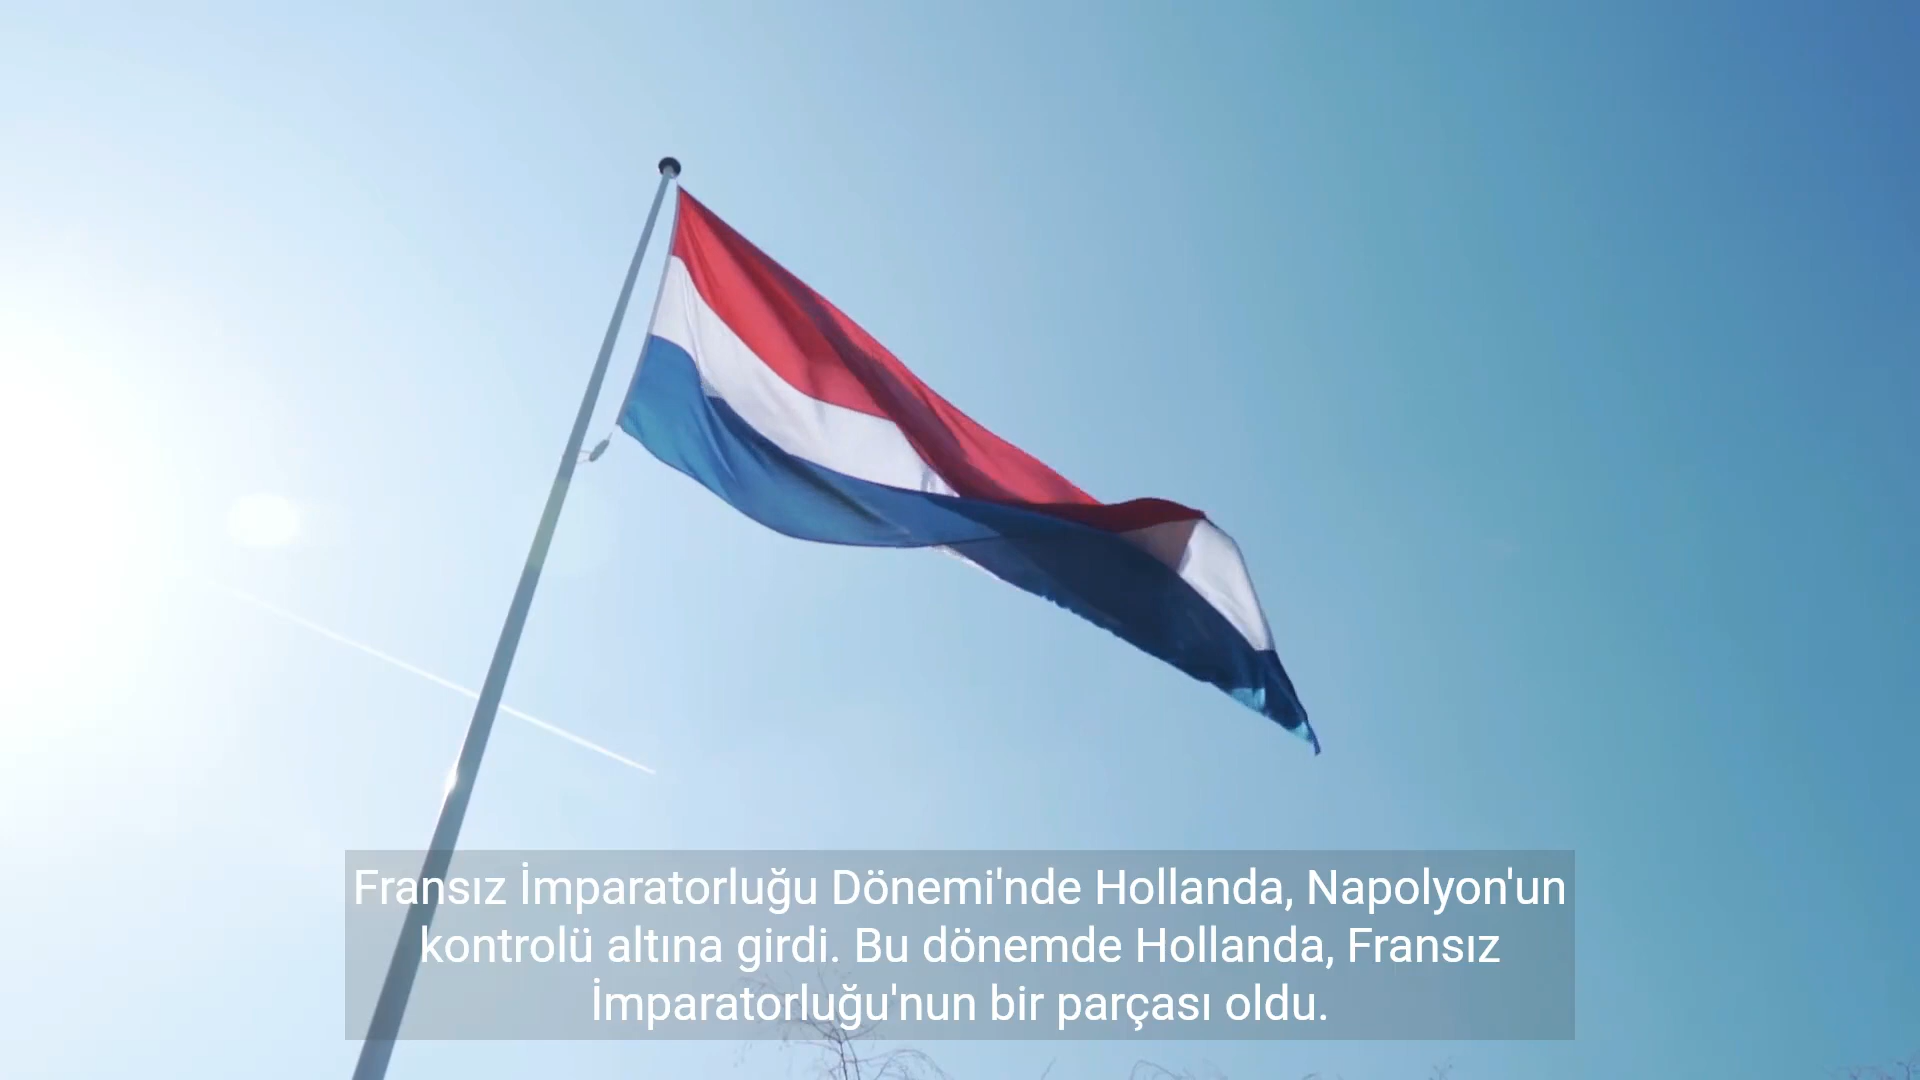 Fransız İmparatorluğu Dönemi'nde Hollanda, Napolyon'un
kontrolü altına girdi. Bu dönemde Hollanda, Fransız
İmparatorluğu'nun bir parçası oldu.